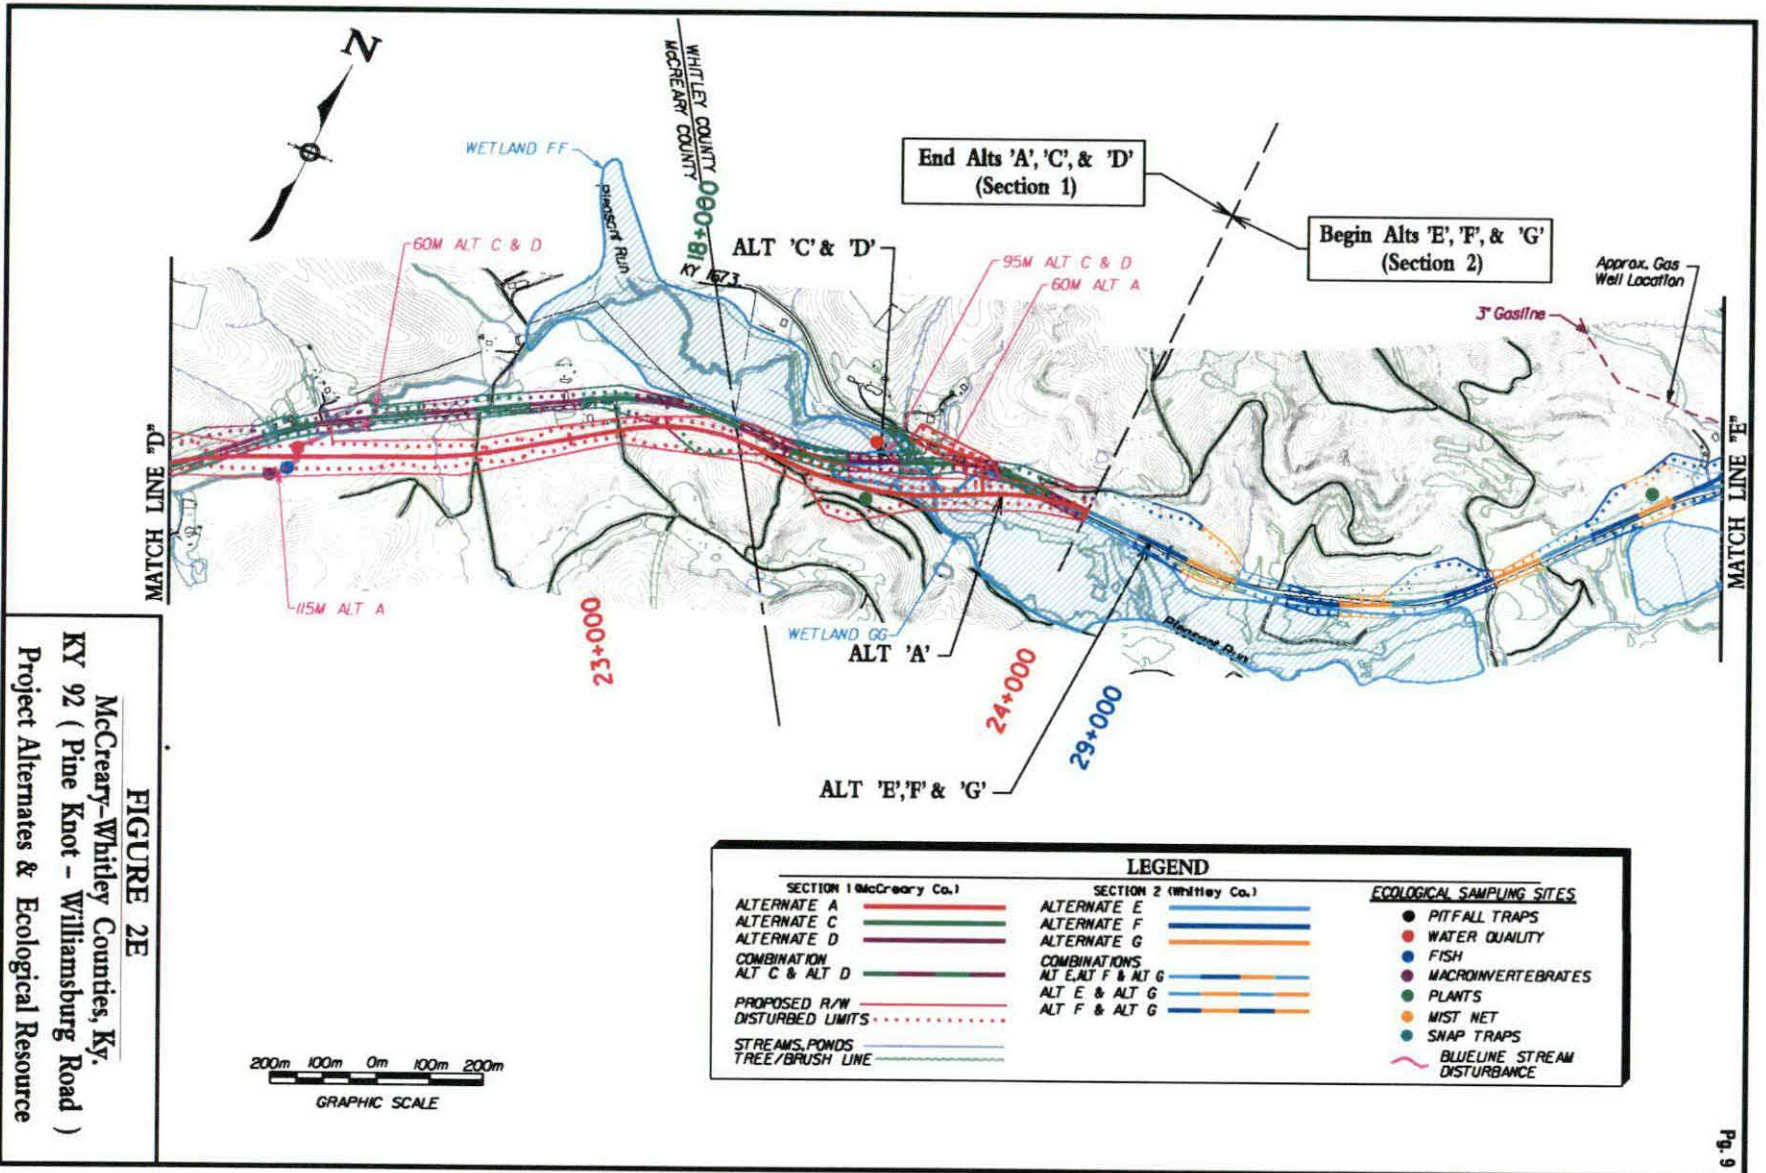 N
WHITLEY COUNTY
McCREARY COUNTY
WETLAND FF
Pleasant Run
18+000
KY 1673
60M ALT C & D
ALT 'C' & 'D'
End Alts 'A', 'C', & 'D'
(Section 1)
Begin Alts 'E', 'F', & 'G'
(Section 2)
95M ALT C & D
60M ALT A
Approx. Gas
Well Location
3" Gasline
MATCH LINE "D"
MATCH LINE "E"
115M ALT A
23+000
WETLAND GG
ALT 'A'
Pleasant Run
24+000
29+000
ALT 'E','F' & 'G'
FIGURE 2E
McCreary-Whitley Counties, Ky.
KY 92 ( Pine Knot - Williamsburg Road )
Project Alternates & Ecological Resource
200m 100m 0m 100m 200m
GRAPHIC SCALE
LEGEND
SECTION 1 (McCreary Co.)
ALTERNATE A
ALTERNATE C
ALTERNATE D
COMBINATION
ALT C & ALT D
PROPOSED R/W
DISTURBED LIMITS
STREAMS, PONDS
TREE/BRUSH LINE
SECTION 2 (Whitley Co.)
ALTERNATE E
ALTERNATE F
ALTERNATE G
COMBINATIONS
ALT E, ALT F & ALT G
ALT E & ALT G
ALT F & ALT G
ECOLOGICAL SAMPLING SITES
PITFALL TRAPS
WATER QUALITY
FISH
MACROINVERTEBRATES
PLANTS
MIST NET
SNAP TRAPS
BLUELINE STREAM
DISTURBANCE
Pg. 9